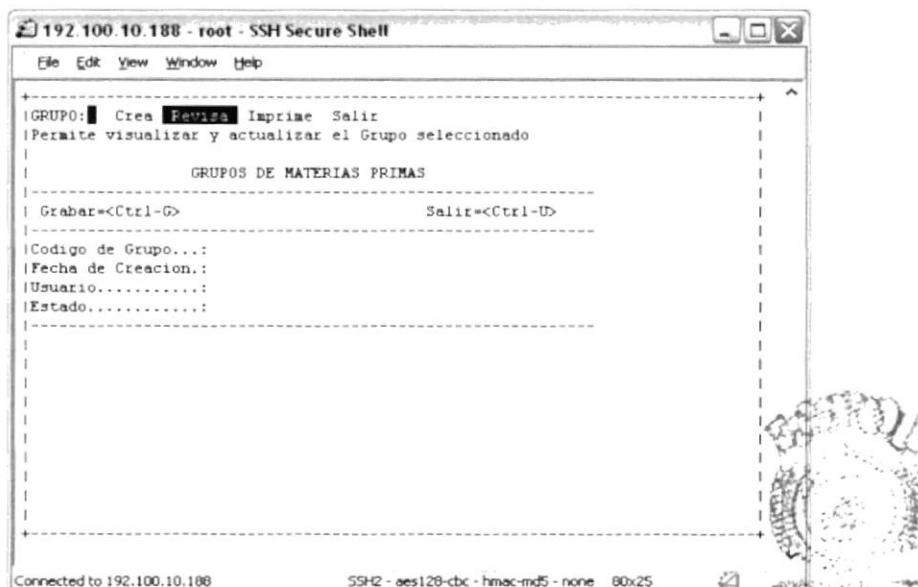 192.100.10.188 - root - SSH Secure Shell
File Edit View Window Help
GRUPO: Crea Revisa Imprime Salir
Permite visualizar y actualizar el Grupo seleccionado
GRUPOS DE MATERIAS PRIMAS
Grabar=<Ctrl-G> Salir=<Ctrl-U>
Codigo de Grupo...:
Fecha de Creacion.:
Usuario...........:
Estado............:
Connected to 192.100.10.188 SSH2 - aes128-cbc - hmac-md5 - none 80x25